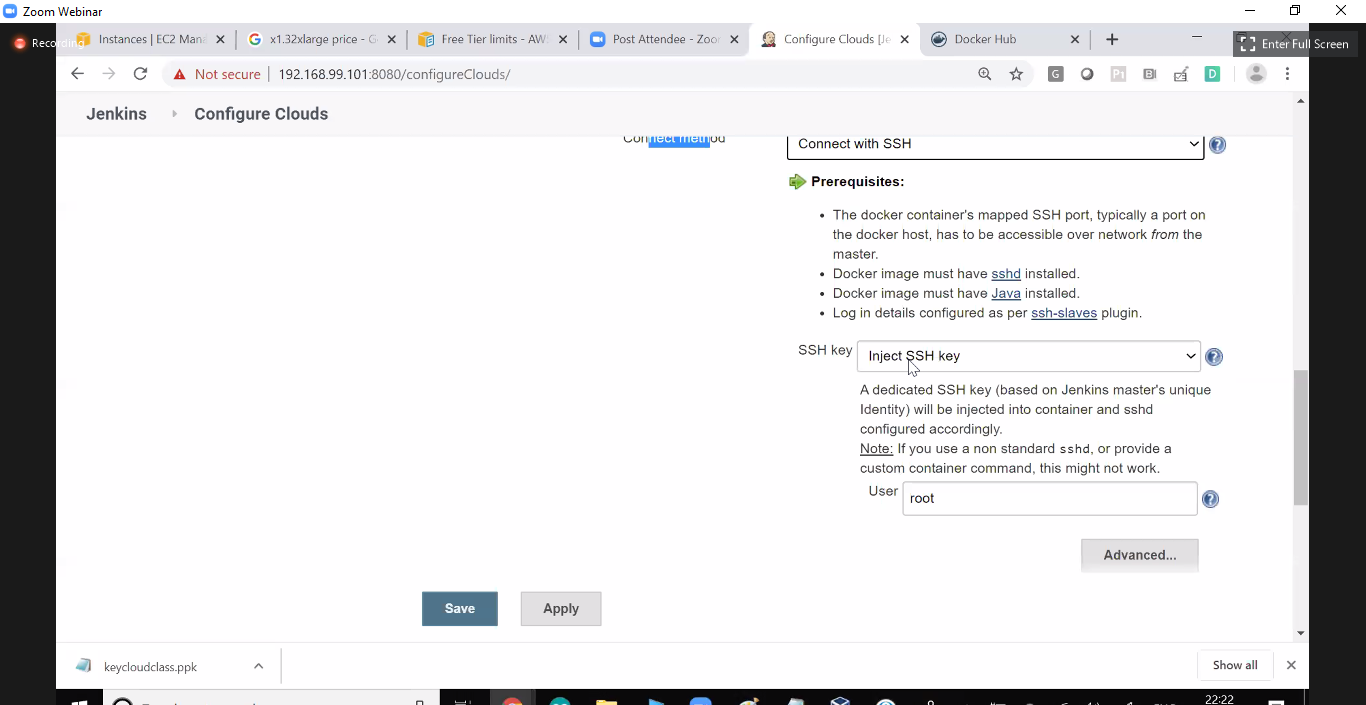 Zoom Webinar
Recording
Instances | EC2 Mana
x1.32xlarge price - G
Free Tier limits - AWS
Post Attendee - Zoom
Configure Clouds [Je
Docker Hub
Enter Full Screen
Not secure
192.168.99.101:8080/configureClouds/
Jenkins
Configure Clouds
Connect method
Connect with SSH
Prerequisites:
• The docker container's mapped SSH port, typically a port on
the docker host, has to be accessible over network from the
master.
• Docker image must have sshd installed.
• Docker image must have Java installed.
• Log in details configured as per ssh-slaves plugin.
SSH key
Inject SSH key
A dedicated SSH key (based on Jenkins master's unique
Identity) will be injected into container and sshd
configured accordingly.
Note: If you use a non standard sshd, or provide a
custom container command, this might not work.
User
root
Advanced...
Save
Apply
keycloudclass.ppk
Show all
22:22